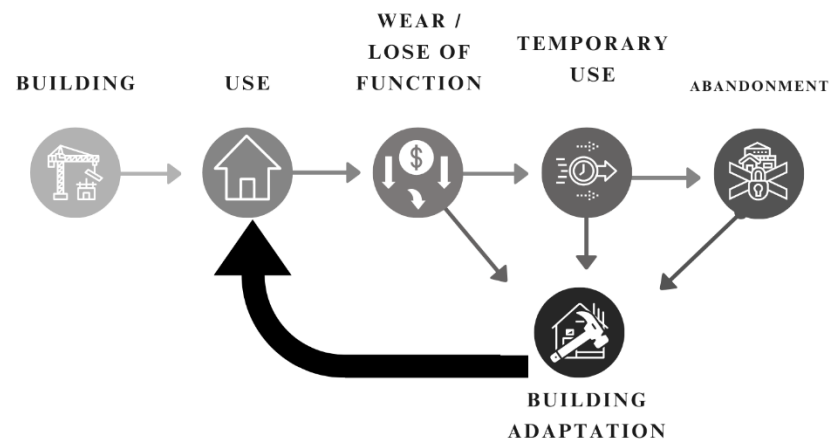 BUILDING
USE
WEAR /
LOSE OF
FUNCTION
TEMPORARY
USE
ABANDONMENT
$
BUILDING
ADAPTATION